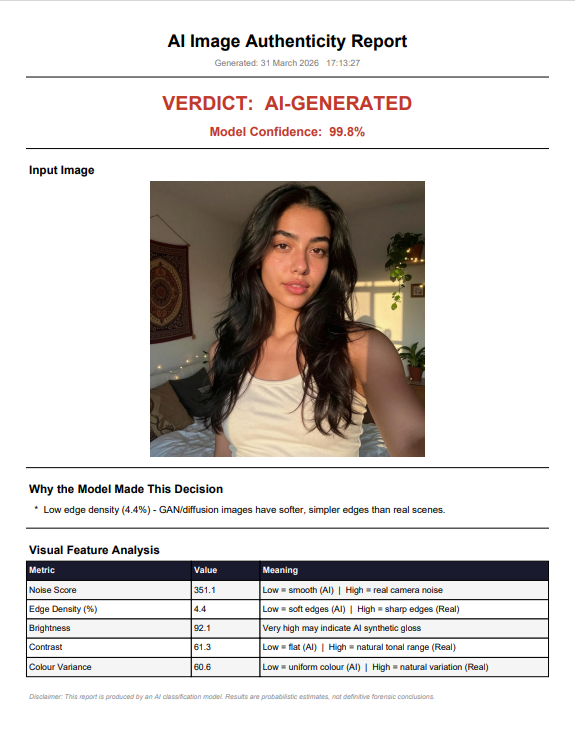 AI Image Authenticity Report
Generated: 31 March 2026   17:13:27
VERDICT:  AI-GENERATED
Model Confidence:  99.8%
Input Image
Why the Model Made This Decision
*  Low edge density (4.4%) - GAN/diffusion images have softer, simpler edges than real scenes.
Visual Feature Analysis
Metric Value Meaning
Noise Score 351.1 Low = smooth (AI)  |  High = real camera noise
Edge Density (%) 4.4 Low = soft edges (AI)  |  High = sharp edges (Real)
Brightness 92.1 Very high may indicate AI synthetic gloss
Contrast 61.3 Low = flat (AI)  |  High = natural tonal range (Real)
Colour Variance 60.6 Low = uniform colour (AI)  |  High = natural variation (Real)
Disclaimer: This report is produced by an AI classification model. Results are probabilistic estimates, not definitive forensic conclusions.